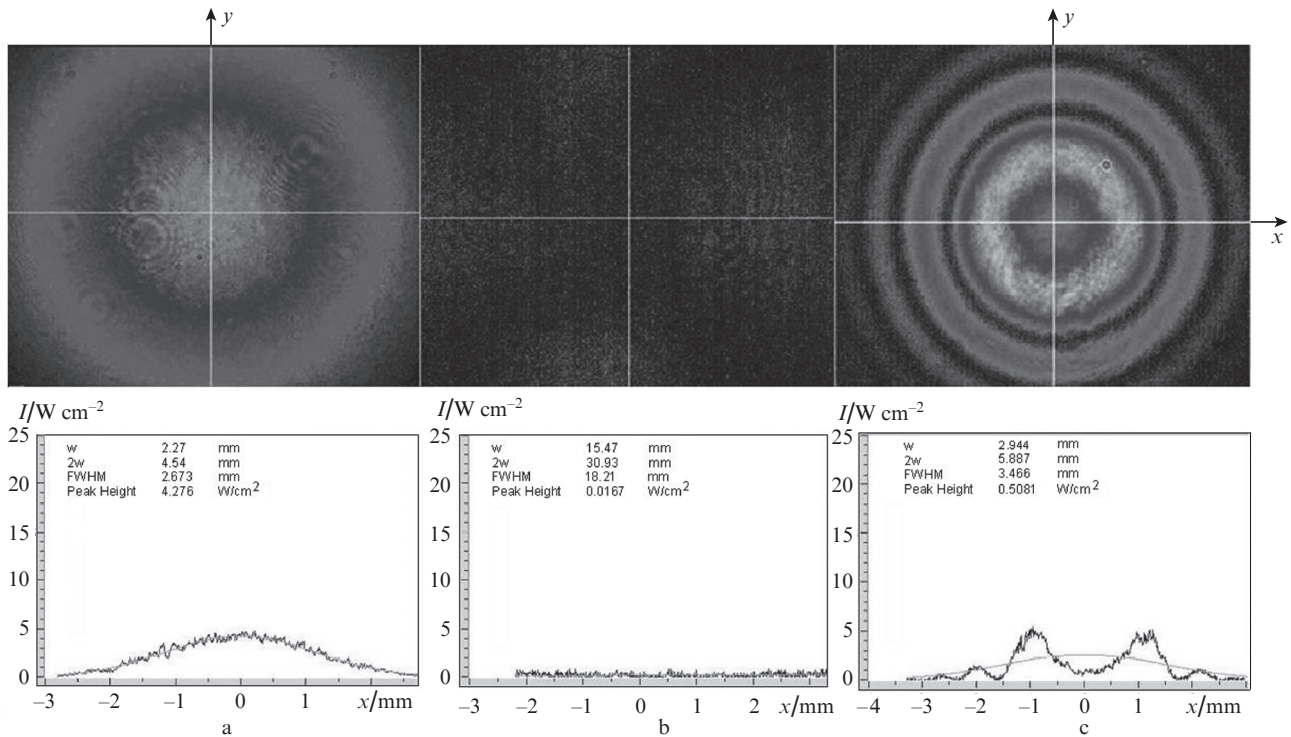 y
y
x
I/W cm–2
25
20
15
10
5
0
w 2.27 mm
2w 4.54 mm
FWHM 2.673 mm
Peak Height 4.276 W/cm2
–3 –2 –1 0 1 x/mm
a
I/W cm–2
25
20
15
10
5
0
w 15.47 mm
2w 30.93 mm
FWHM 18.21 mm
Peak Height 0.0167 W/cm2
–3 –2 –1 0 1 2 x/mm
b
I/W cm–2
25
20
15
10
5
0
w 2.944 mm
2w 5.887 mm
FWHM 3.466 mm
Peak Height 0.5081 W/cm2
–4 –3 –2 –1 0 1 x/mm
c